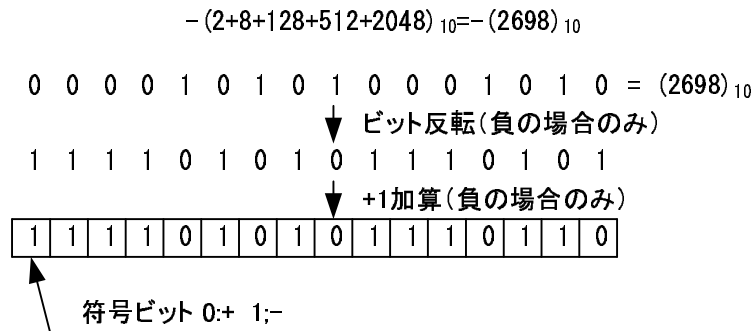 -(2+8+128+512+2048)10=-(2698)10
0 0 0 0 1 0 1 0 1 0 0 0 1 0 1 0 = (2698)10
ビット反転(負の場合のみ)
1 1 1 1 0 1 0 1 0 1 1 1 0 1 0 1
+1加算(負の場合のみ)
1 1 1 1 0 1 0 1 0 1 1 1 0 1 1 0
符号ビット 0:+ 1;-